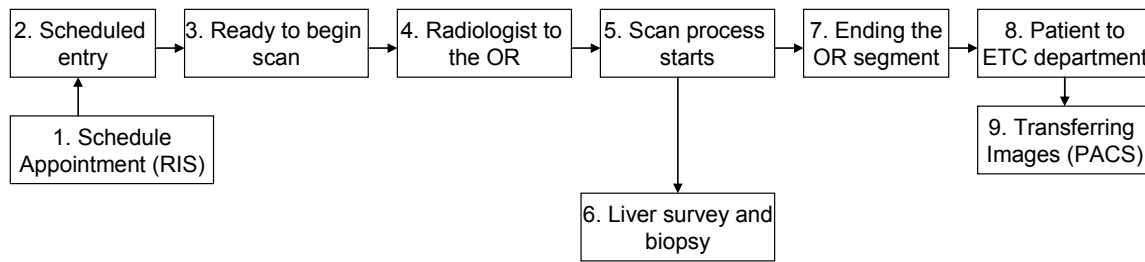 2. Scheduled
entry
3. Ready to begin
scan
4. Radiologist to
the OR
5. Scan process
starts
7. Ending the
OR segment
8. Patient to
ETC department
1. Schedule
Appointment (RIS)
9. Transferring
Images (PACS)
6. Liver survey and
biopsy